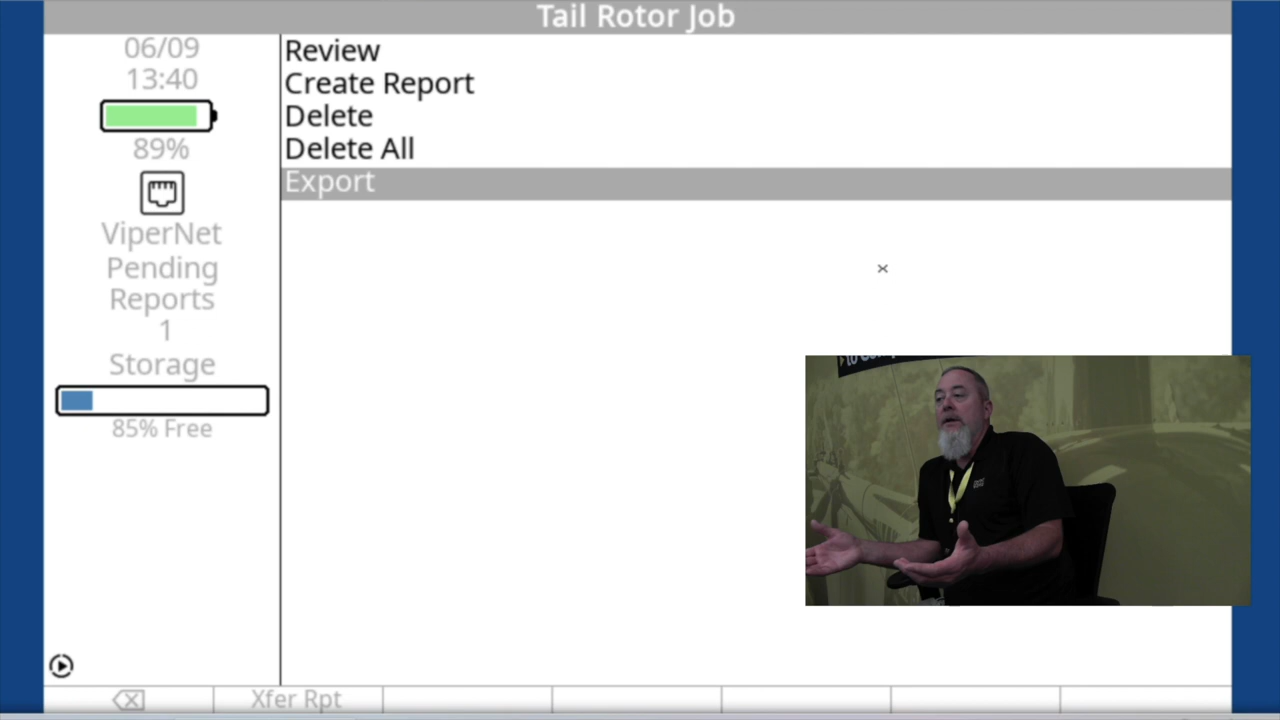 Tail Rotor Job
06/09
13:40
89%
ViperNet
Pending
Reports
1
Storage
85% Free
Review
Create Report
Delete
Delete All
Export
Xfer Rpt